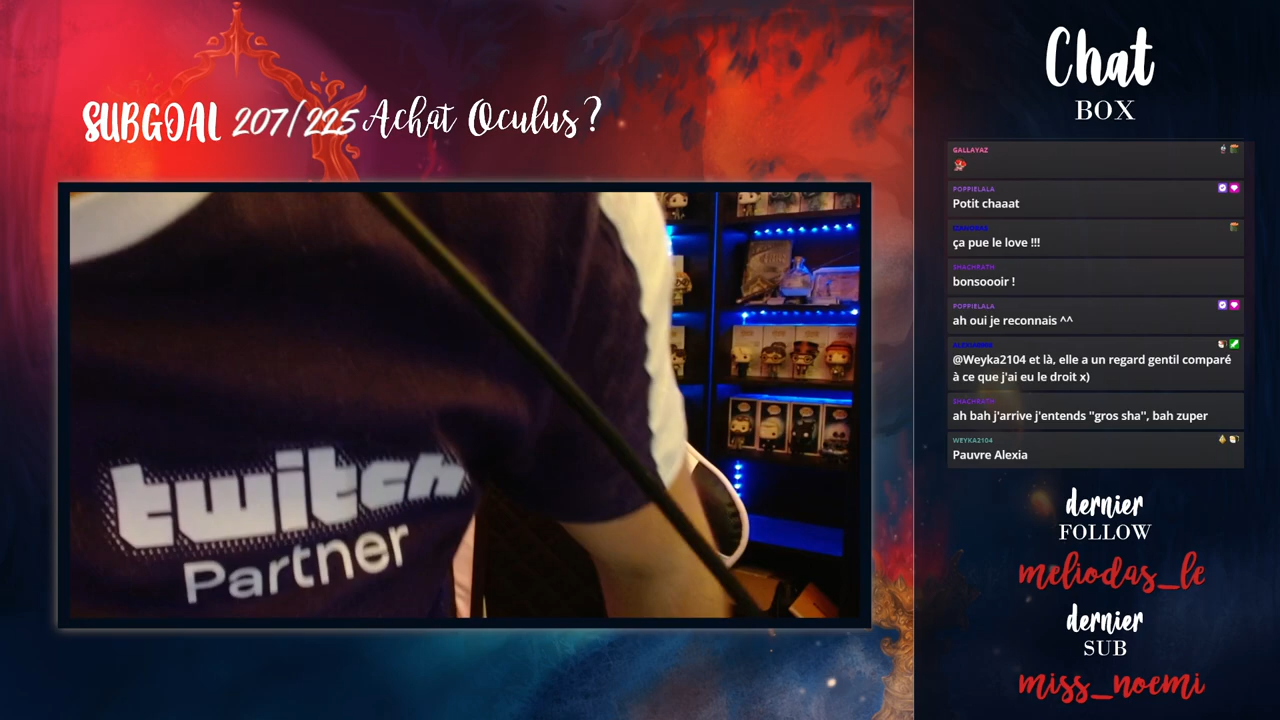 SUBGOAL 207/225 Achat Oculus ?
twitch
Partner
Chat
BOX
GALLAYAZ
POPPIELALA
Potit chaaat
ça pue le love !!!
SHACHRATH
bonsoooir !
POPPIELALA
ah oui je reconnais ^^
@Weyka2104 et là, elle a un regard gentil comparé
à ce que j'ai eu le droit x)
SHACHRATH
ah bah j'arrive j'entends "gros sha", bah zuper
WEYKA2104
Pauvre Alexia
dernier
FOLLOW
meliodas_le
dernier
SUB
miss_noemi